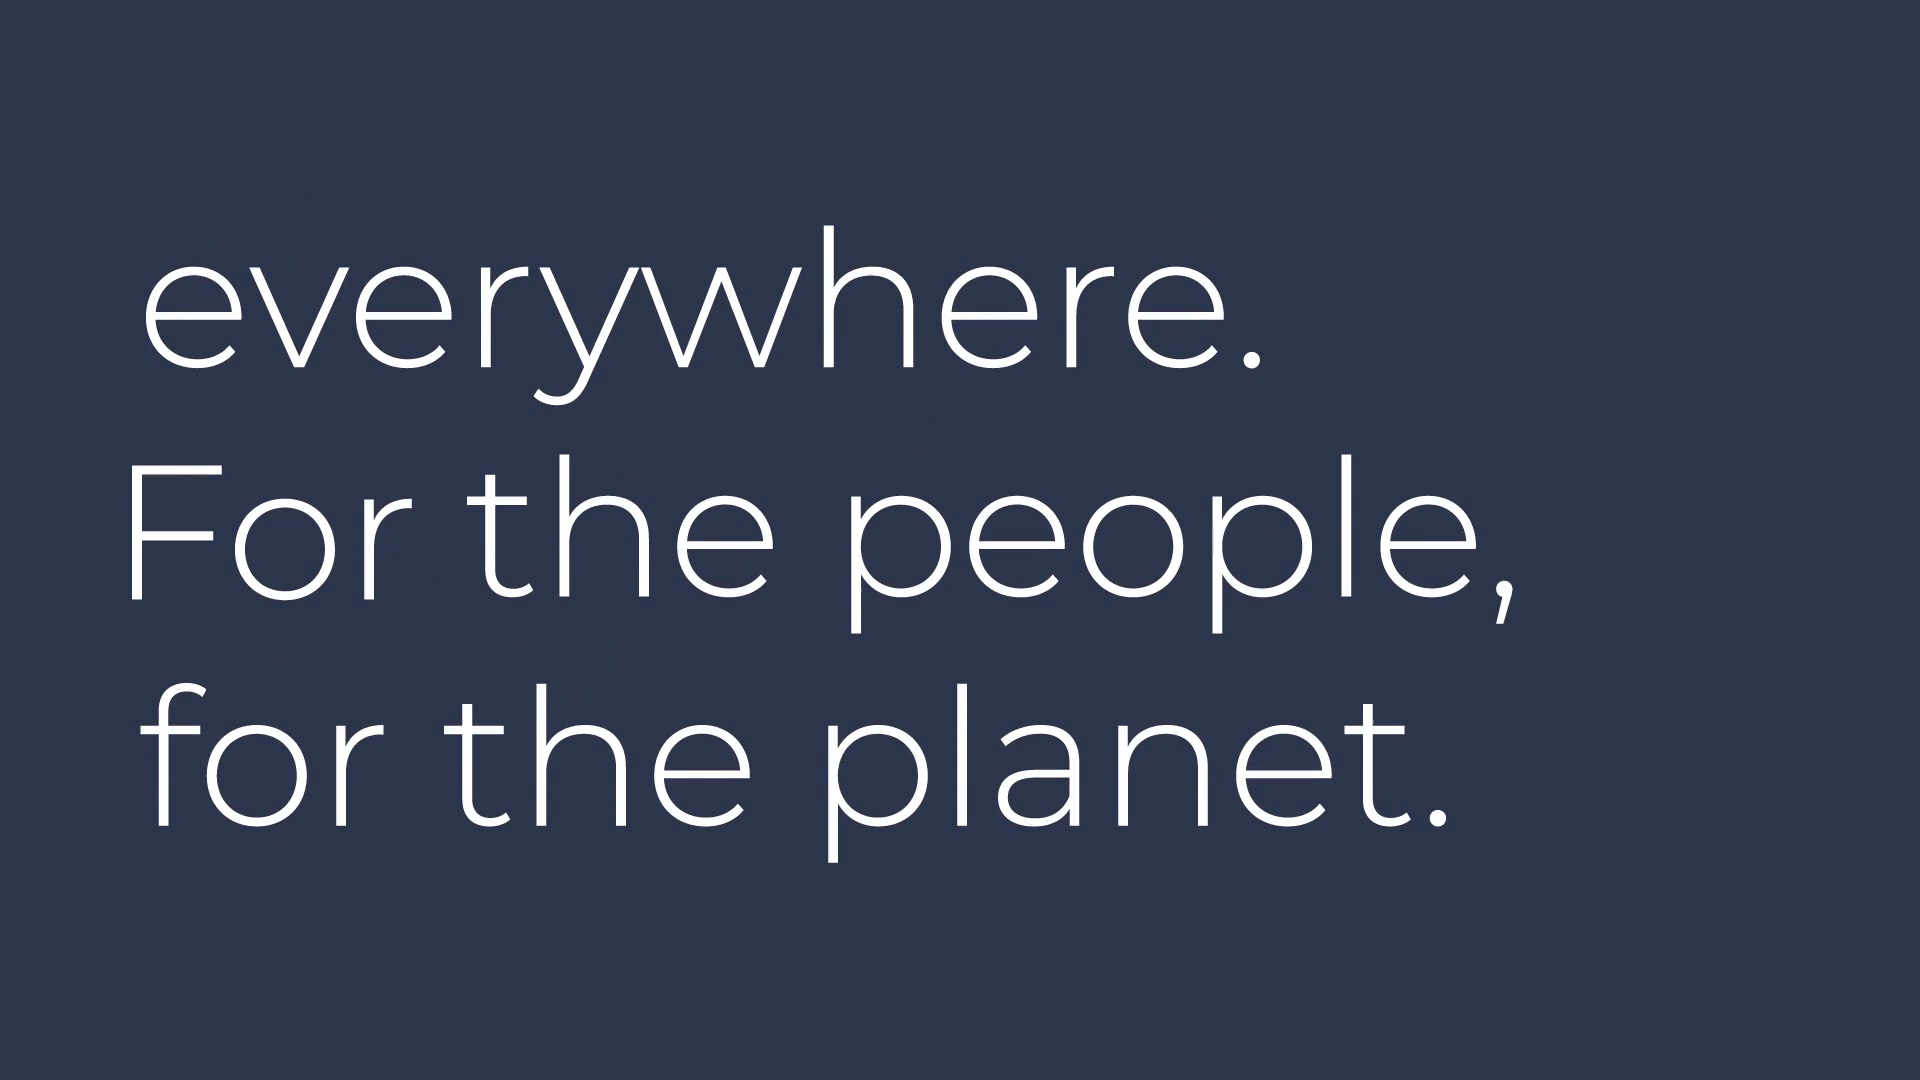 everywhere.
For the people,
for the planet.